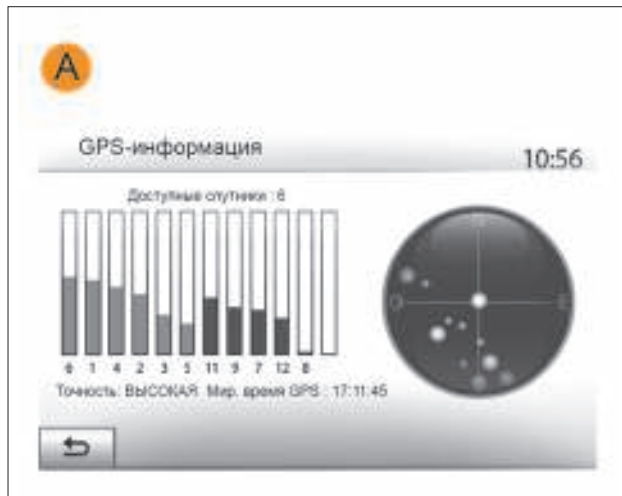 A
GPS-информация
10:56
Доступные спутники : 6
6 1 4 2 3 5 11 9 7 12 8
Точность: ВЫСОКАЯ Мир. время GPS : 17:11:45